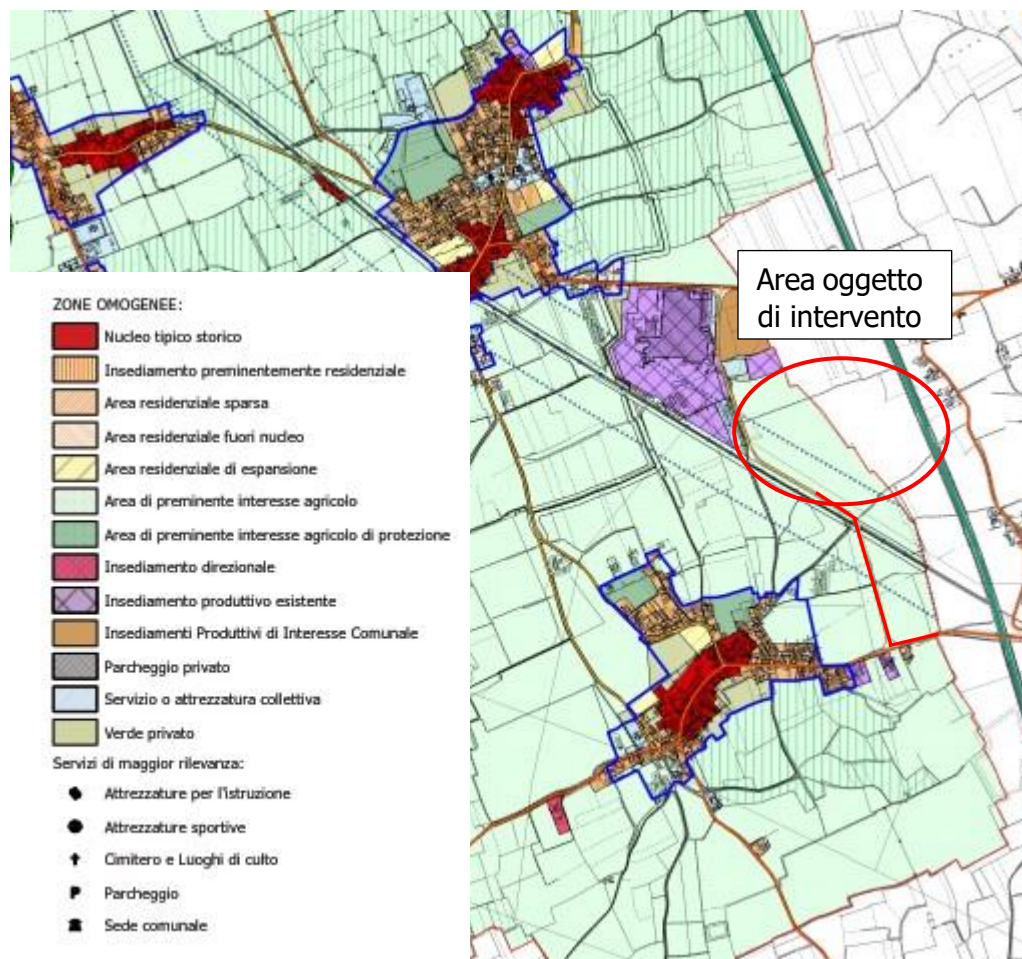 Area oggetto
di intervento
ZONE OMOGENEE:
Nucleo tipico storico
Insediamento preminentemente residenziale
Area residenziale sparsa
Area residenziale fuori nucleo
Area residenziale di espansione
Area di preminente interesse agricolo
Area di preminente interesse agricolo di protezione
Insediamento direzionale
Insediamento produttivo esistente
Insediamenti Produttivi di Interesse Comunale
Parcheggio privato
Servizio o attrezzatura collettiva
Verde privato
Servizi di maggior rilevanza:
Attrezzature per l'istruzione
Attrezzature sportive
Cimitero e Luoghi di culto
P Parcheggio
Sede comunale